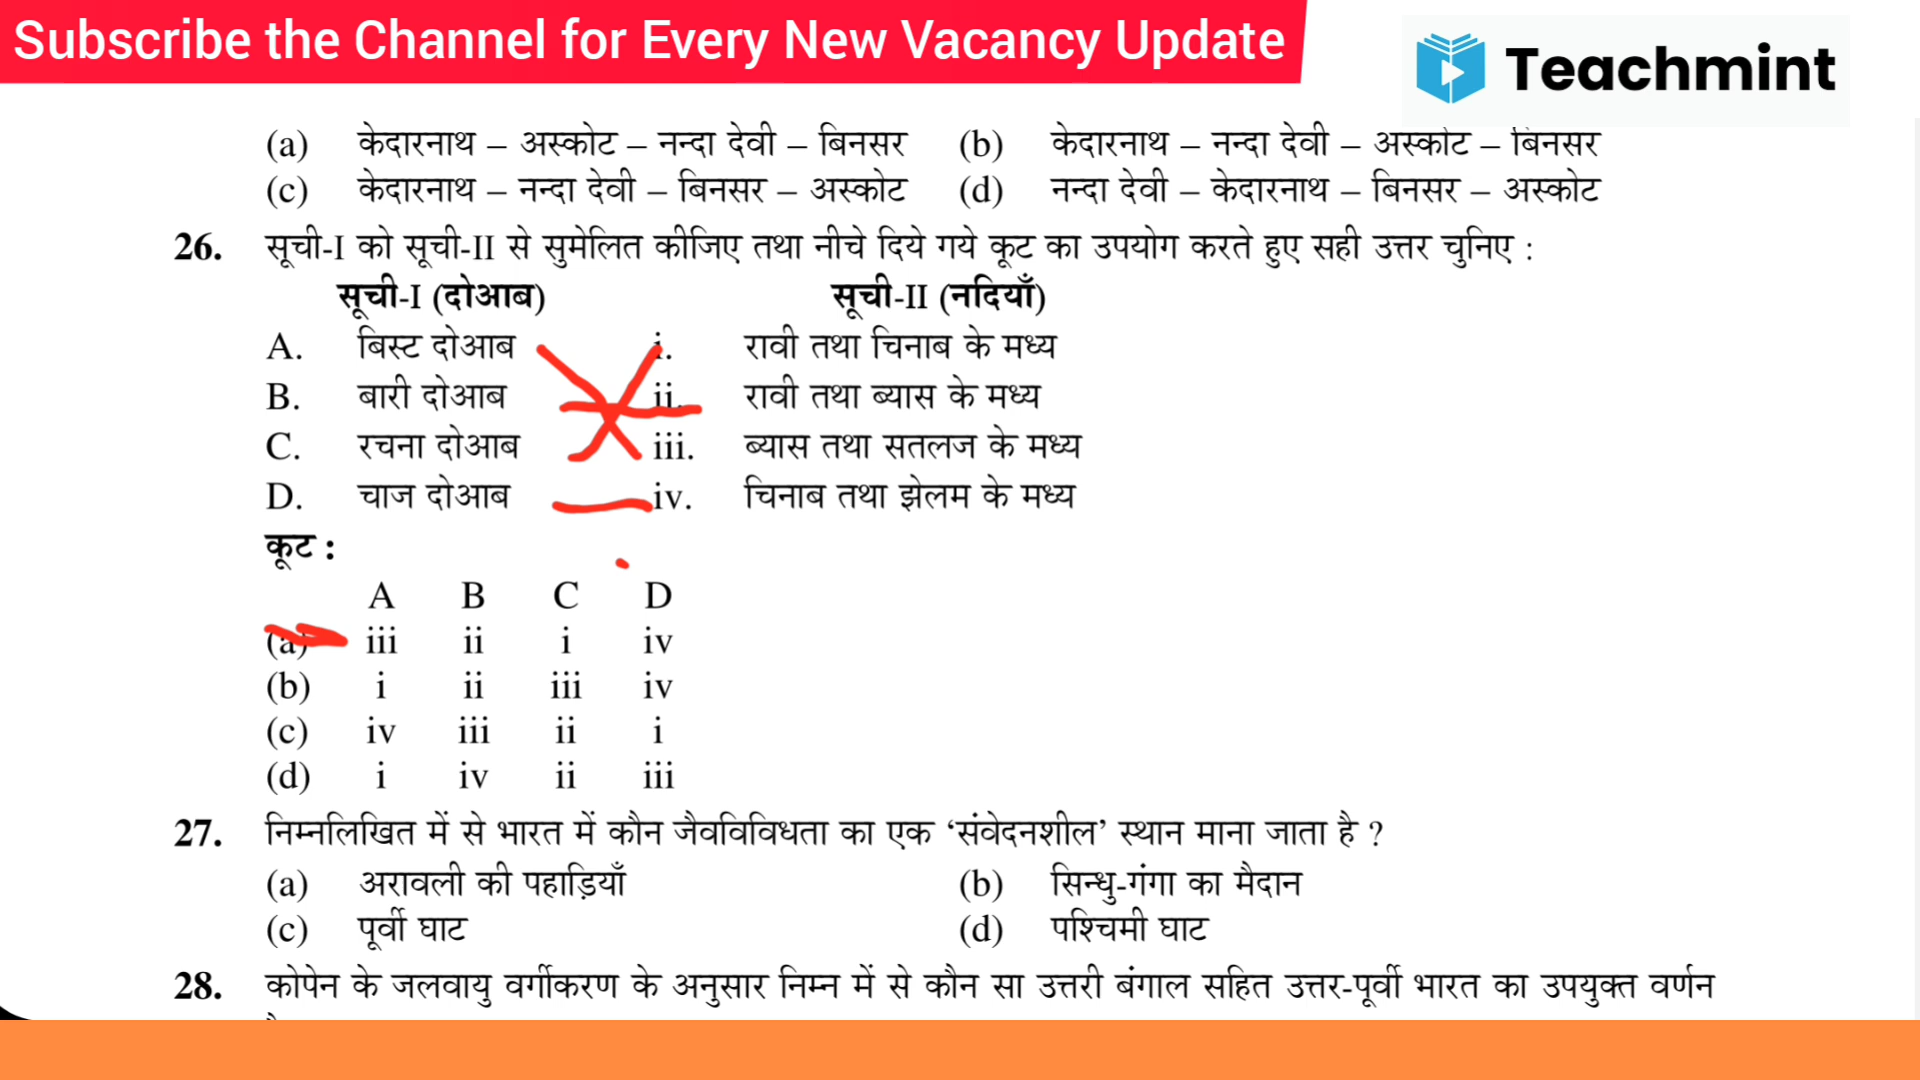 Subscribe the Channel for Every New Vacancy Update
Teachmint
(a) केदारनाथ – अस्कोट – नन्दा देवी – बिनसर (b) केदारनाथ – नन्दा देवी – अस्कोट – बिनसर
(c) केदारनाथ – नन्दा देवी – बिनसर – अस्कोट (d) नन्दा देवी – केदारनाथ – बिनसर – अस्कोट
26. सूची-I को सूची-II से सुमेलित कीजिए तथा नीचे दिये गये कूट का उपयोग करते हुए सही उत्तर चुनिए :
सूची-I (दोआब) सूची-II (नदियाँ)
A. बिस्ट दोआब i. रावी तथा चिनाब के मध्य
B. बारी दोआब ii. रावी तथा ब्यास के मध्य
C. रचना दोआब iii. ब्यास तथा सतलज के मध्य
D. चाज दोआब iv. चिनाब तथा झेलम के मध्य
कूट :
A B C D
(a) iii ii i iv
(b) i ii iii iv
(c) iv iii ii i
(d) i iv ii iii
27. निम्नलिखित में से भारत में कौन जैवविविधता का एक ‘संवेदनशील’ स्थान माना जाता है ?
(a) अरावली की पहाड़ियाँ (b) सिन्धु-गंगा का मैदान
(c) पूर्वी घाट (d) पश्चिमी घाट
28. कोपेन के जलवायु वर्गीकरण के अनुसार निम्न में से कौन सा उत्तरी बंगाल सहित उत्तर-पूर्वी भारत का उपयुक्त वर्णन